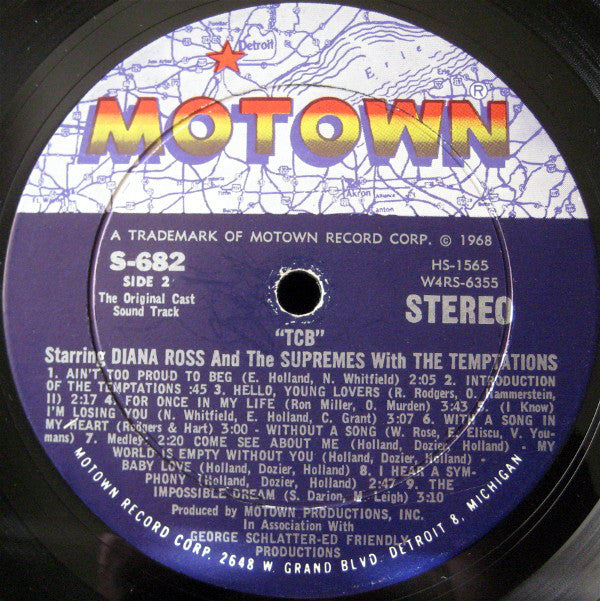 Detroit
Erie
MOTOWN®
Akron
Canton
A TRADEMARK OF MOTOWN RECORD CORP. © 1968
S-682
SIDE 2
The Original Cast
Sound Track
HS-1565
W4RS-6355
STEREO
"TCB"
Starring DIANA ROSS And The SUPREMES With THE TEMPTATIONS
1. AIN'T TOO PROUD TO BEG (E. Holland, N. Whitfield) 2:05 2. INTRODUCTION
OF THE TEMPTATIONS :45 3. HELLO, YOUNG LOVERS (R. Rodgers, O. Hammerstein,
II) 2:17 4. FOR ONCE IN MY LIFE (Ron Miller, O. Murden) 3:43 5. (I Know)
I'M LOSING YOU (N. Whitfield, E. Holland, C. Grant) 3:07 6. WITH A SONG IN
MY HEART (Rodgers & Hart) 3:00 - WITHOUT A SONG (W. Rose, E. Eliscu, V. You-
mans) 7. Medley: 2:20 COME SEE ABOUT ME (Holland, Dozier, Holland) - MY
WORLD IS EMPTY WITHOUT YOU (Holland, Dozier, Holland) -
BABY LOVE (Holland, Dozier, Holland) 8. I HEAR A SYM-
PHONY (Holland, Dozier, Holland) 2:47 9. THE
IMPOSSIBLE DREAM (S. Darion, M. Leigh) 3:10
Produced by MOTOWN PRODUCTIONS, INC.
In Association With
GEORGE SCHLATTER-ED FRIENDLY
PRODUCTIONS
MOTOWN RECORD CORP. 2648 W. GRAND BLVD. DETROIT 8, MICHIGAN